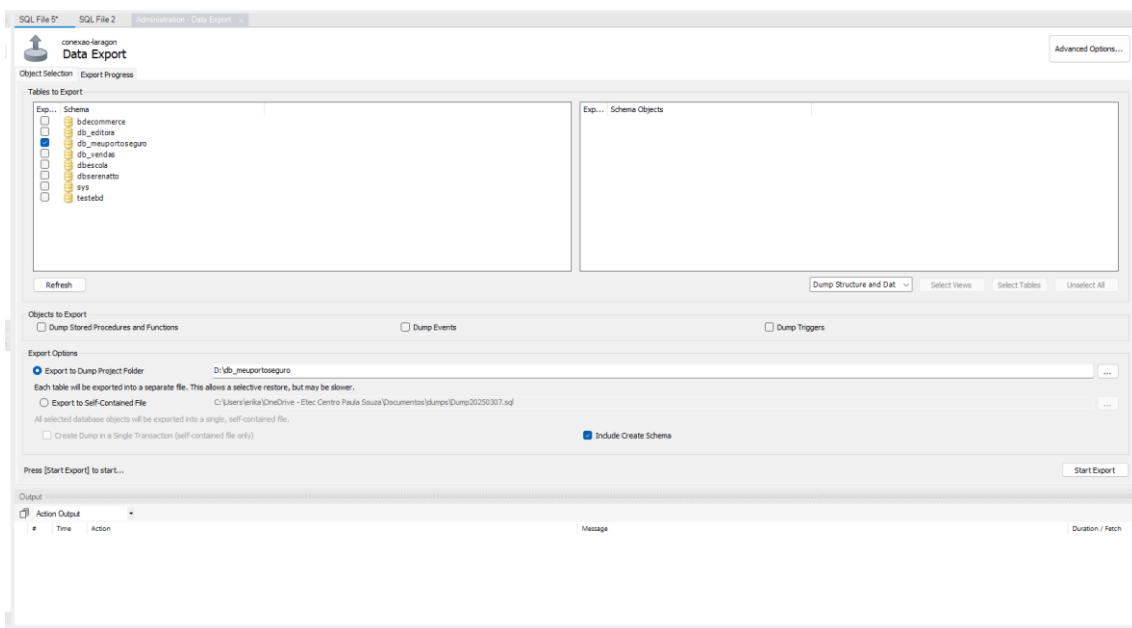 SQL File 5* SQL File 2 Administration - Data Export ×
conexao-laragon
Data Export
Advanced Options...
Object Selection Export Progress
Tables to Export
Exp... Schema
bdecommerce
db_editora
db_meuportoseguro
db_vendas
dbescola
dbserenatto
sys
testebd
Exp... Schema Objects
Refresh
Dump Structure and Dat
Select Views
Select Tables
Unselect All
Objects to Export
Dump Stored Procedures and Functions
Dump Events
Dump Triggers
Export Options
Export to Dump Project Folder D:\db_meuportoseguro ...
Each table will be exported into a separate file. This allows a selective restore, but may be slower.
Export to Self-Contained File C:\Users\erika\OneDrive - Etec Centro Paula Souza\Documentos\dumps\Dump20250307.sql ...
All selected database objects will be exported into a single, self-contained file.
Create Dump in a Single Transaction (self-contained file only)
Include Create Schema
Press [Start Export] to start...
Start Export
Output
Action Output
# Time Action Message Duration / Fetch